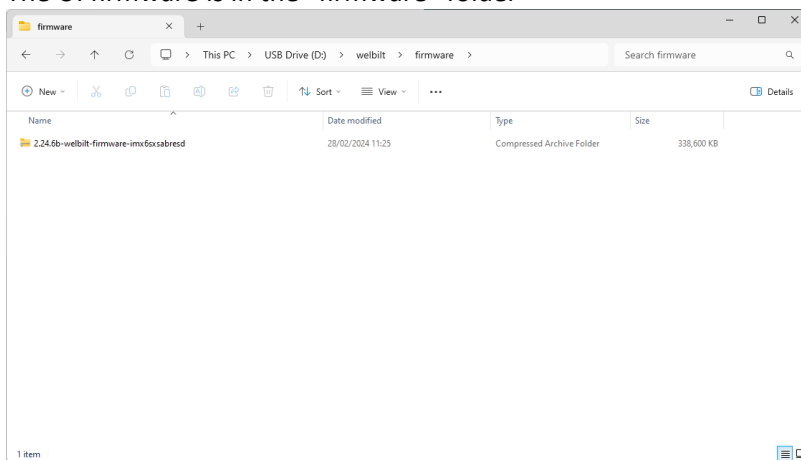 firmware
This PC > USB Drive (D:) > welbilt > firmware >
Search firmware
New
Sort
View
Details
Name
Date modified
Type
Size
2.24.6b-welbilt-firmware-imx6sxsabresd
28/02/2024 11:25
Compressed Archive Folder
338,600 KB
1 item